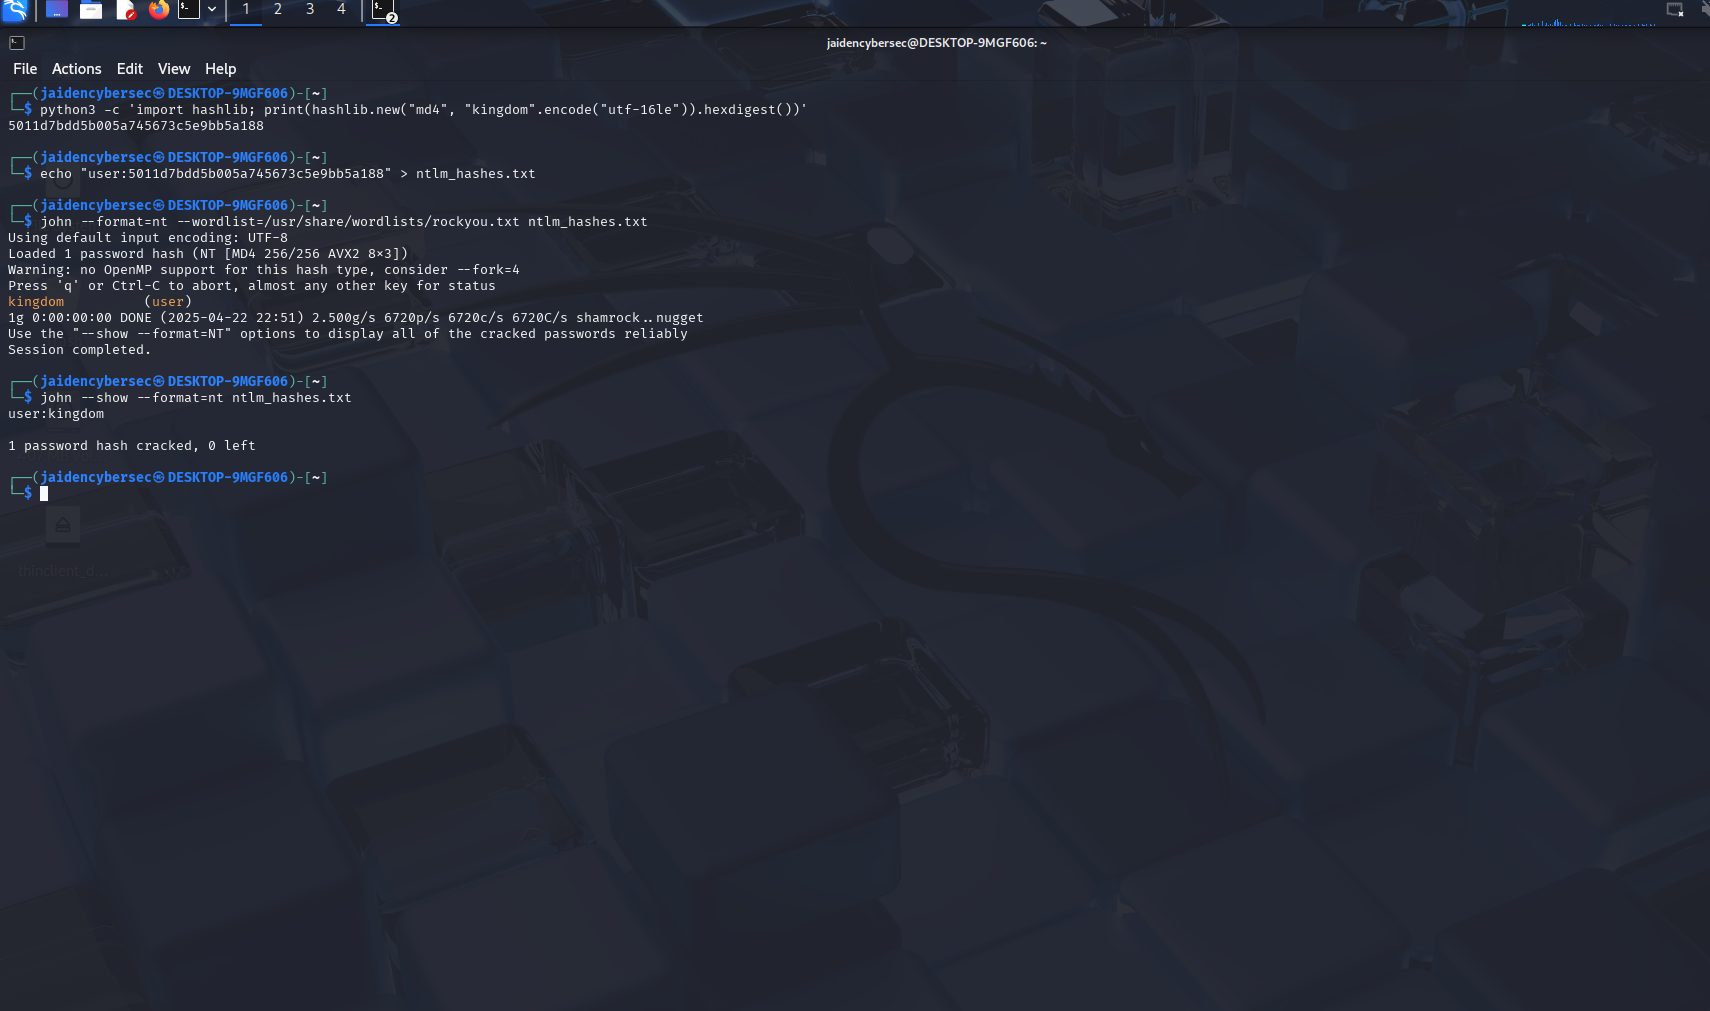 1 2 3 4 2
jaidencybersec@DESKTOP-9MGF606: ~
File Actions Edit View Help
┌──(jaidencybersec㉿DESKTOP-9MGF606)-[~]
└─$ python3 -c 'import hashlib; print(hashlib.new("md4", "kingdom".encode("utf-16le")).hexdigest())'
5011d7bdd5b005a745673c5e9bb5a188
┌──(jaidencybersec㉿DESKTOP-9MGF606)-[~]
└─$ echo "user:5011d7bdd5b005a745673c5e9bb5a188" > ntlm_hashes.txt
┌──(jaidencybersec㉿DESKTOP-9MGF606)-[~]
└─$ john --format=nt --wordlist=/usr/share/wordlists/rockyou.txt ntlm_hashes.txt
Using default input encoding: UTF-8
Loaded 1 password hash (NT [MD4 256/256 AVX2 8×3])
Warning: no OpenMP support for this hash type, consider --fork=4
Press 'q' or Ctrl-C to abort, almost any other key for status
kingdom          (user)
1g 0:00:00:00 DONE (2025-04-22 22:51) 2.500g/s 6720p/s 6720c/s 6720C/s shamrock..nugget
Use the "--show --format=NT" options to display all of the cracked passwords reliably
Session completed.
┌──(jaidencybersec㉿DESKTOP-9MGF606)-[~]
└─$ john --show --format=nt ntlm_hashes.txt
user:kingdom
1 password hash cracked, 0 left
┌──(jaidencybersec㉿DESKTOP-9MGF606)-[~]
└─$
thinclient_d...